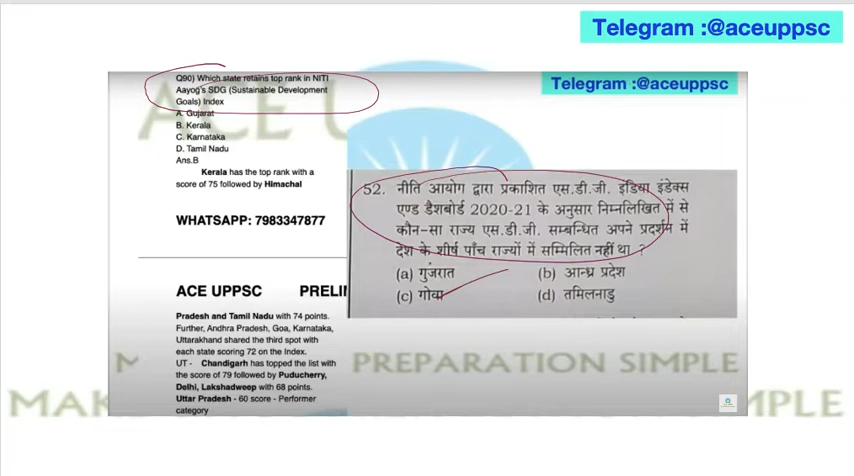 Telegram :@aceuppsc
Telegram :@aceuppsc
Q90) Which state retains top rank in NITI
Aayog's SDG (Sustainable Development
Goals) Index
A. Gujarat
B. Kerala
C. Karnataka
D. Tamil Nadu
Ans.B
Kerala has the top rank with a
score of 75 followed by Himachal
WHATSAPP: 7983347877
52. नीति आयोग द्वारा प्रकाशित एस.डी.जी. इंडिया इंडेक्स
एण्ड डैशबोर्ड 2020-21 के अनुसार निम्नलिखित में से
कौन-सा राज्य एस.डी.जी. सम्बन्धित अपने प्रदर्शन में
देश के शीर्ष पाँच राज्यों में सम्मिलित नहीं था ?
(a) गुजरात (b) आन्ध्र प्रदेश
(c) गोवा (d) तमिलनाडु
ACE UPPSC PRELI
Pradesh and Tamil Nadu with 74 points.
Further, Andhra Pradesh, Goa, Karnataka,
Uttarakhand shared the third spot with
each state scoring 72 on the Index.
UT - Chandigarh has topped the list with
the score of 79 followed by Puducherry,
Delhi, Lakshadweep with 68 points.
Uttar Pradesh - 60 score - Performer
category
ACE U
M PREPARATION SIMPLE
MAK MPLE